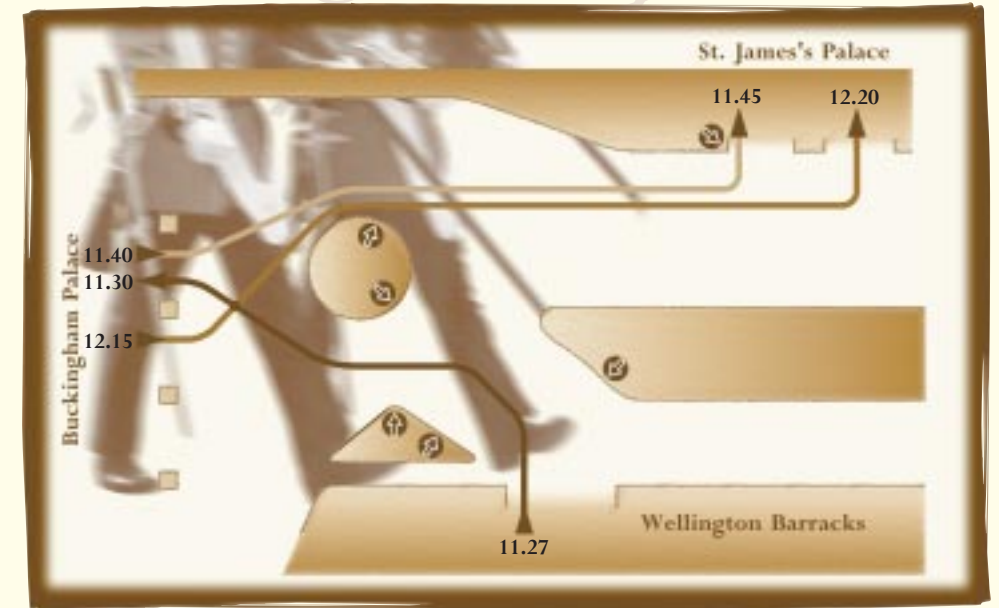 St. James's Palace
11.45
12.20
Buckingham Palace
11.40
11.30
12.15
Wellington Barracks
11.27